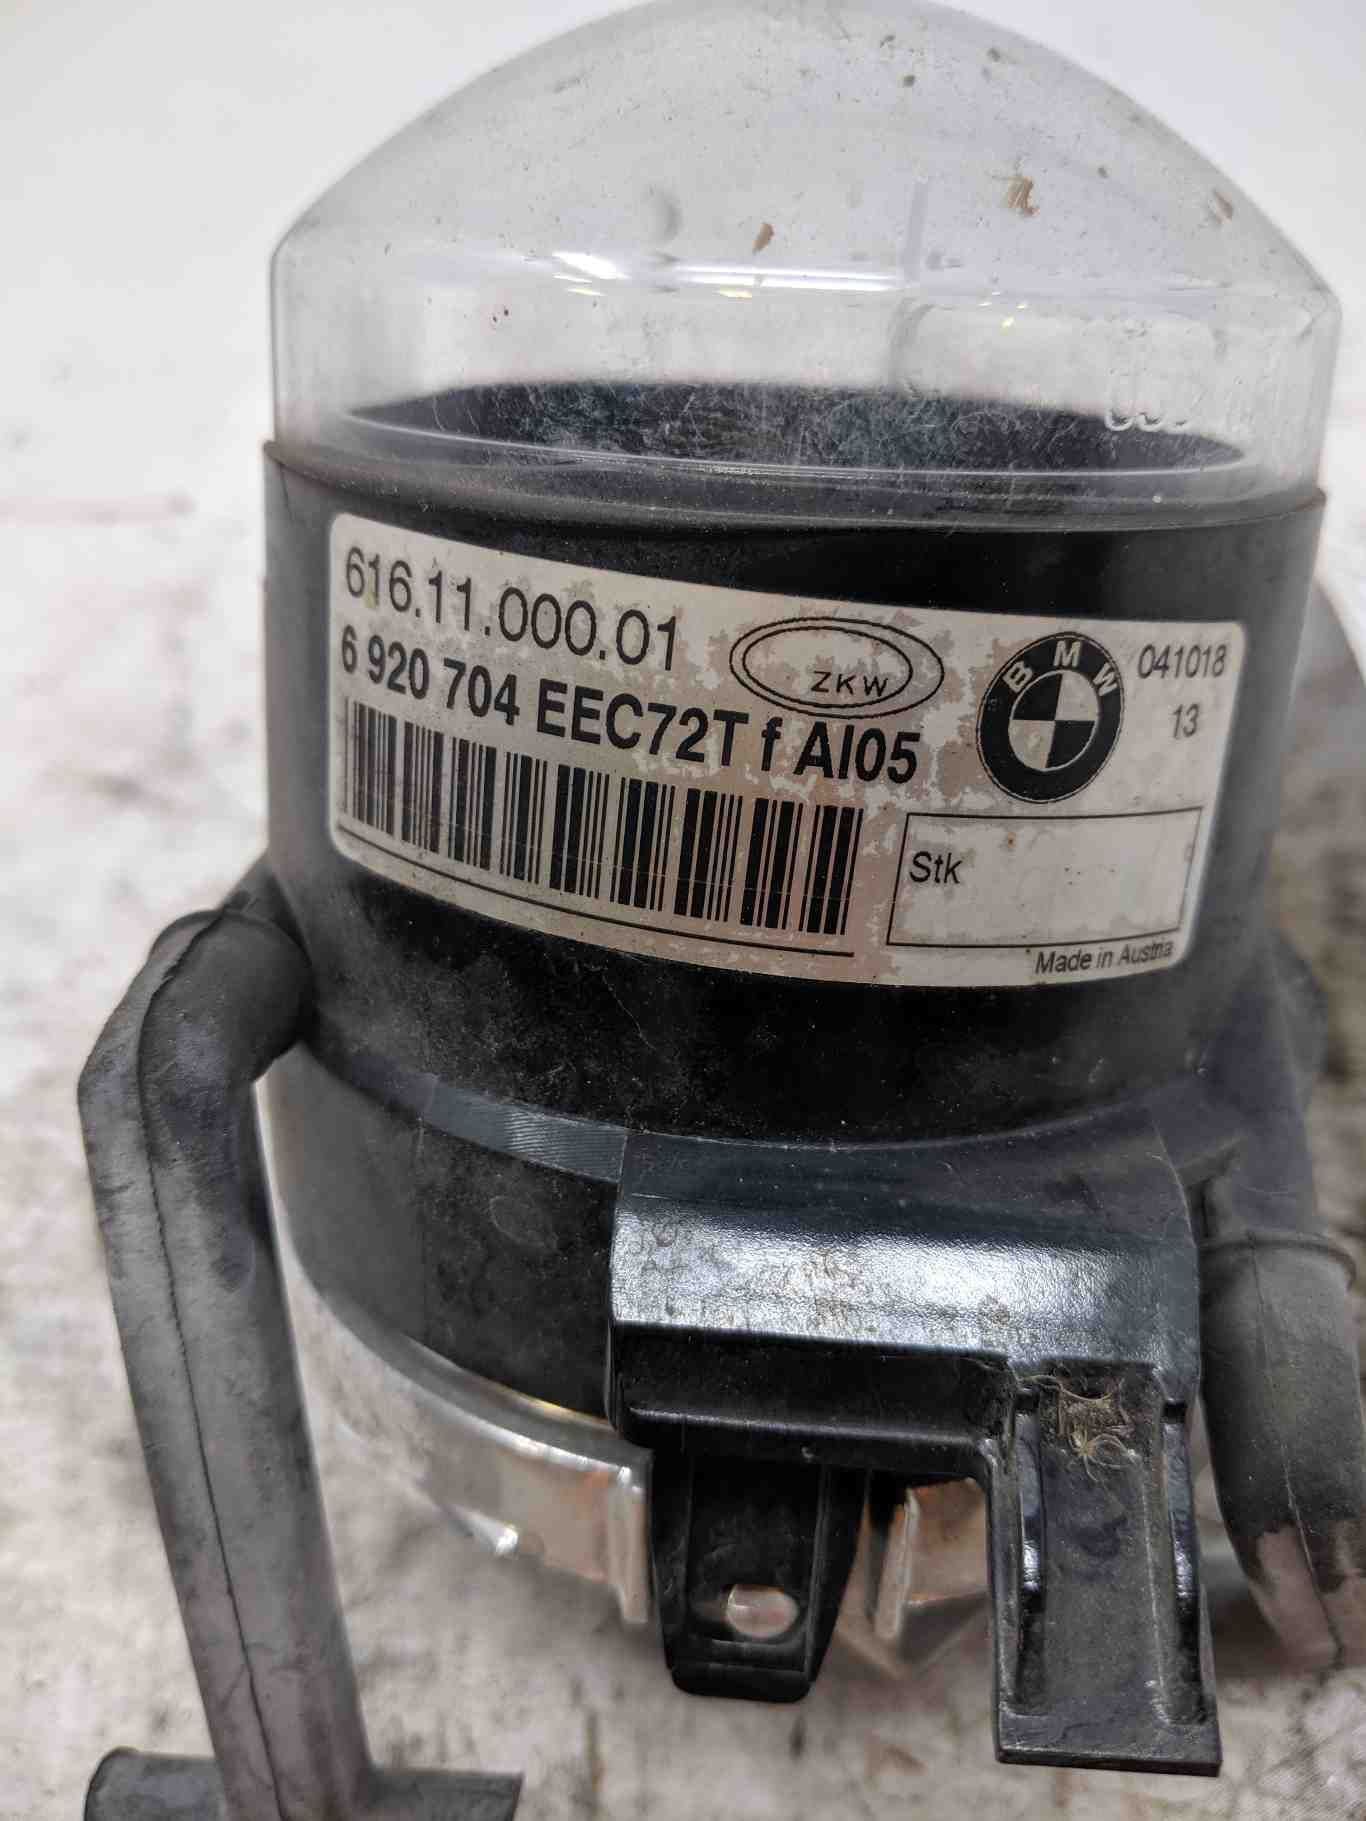 616.11.000.01
6 920 704 EEC72T f AI05
ZKW
BMW
041018
13
Stk
Made in Austria